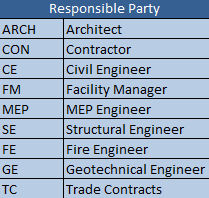 Responsible Party
ARCH Architect
CON Contractor
CE Civil Engineer
FM Facility Manager
MEP MEP Engineer
SE Structural Engineer
FE Fire Engineer
GE Geotechnical Engineer
TC Trade Contracts